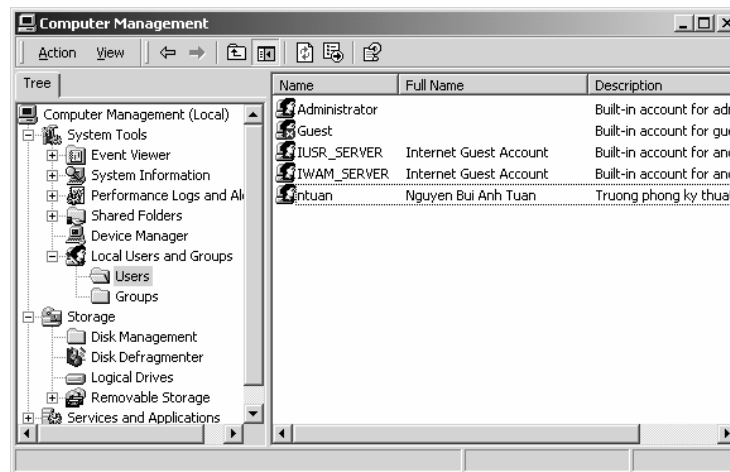 Computer Management
Action View
Tree
Name Full Name Description
Computer Management (Local)
System Tools
Event Viewer
System Information
Performance Logs and Al
Shared Folders
Device Manager
Local Users and Groups
Users
Groups
Storage
Disk Management
Disk Defragmenter
Logical Drives
Removable Storage
Services and Applications
Administrator Built-in account for adr
Guest Built-in account for gue
IUSR_SERVER Internet Guest Account Built-in account for ano
IWAM_SERVER Internet Guest Account Built-in account for ano
ntuan Nguyen Bui Anh Tuan Truong phong ky thual